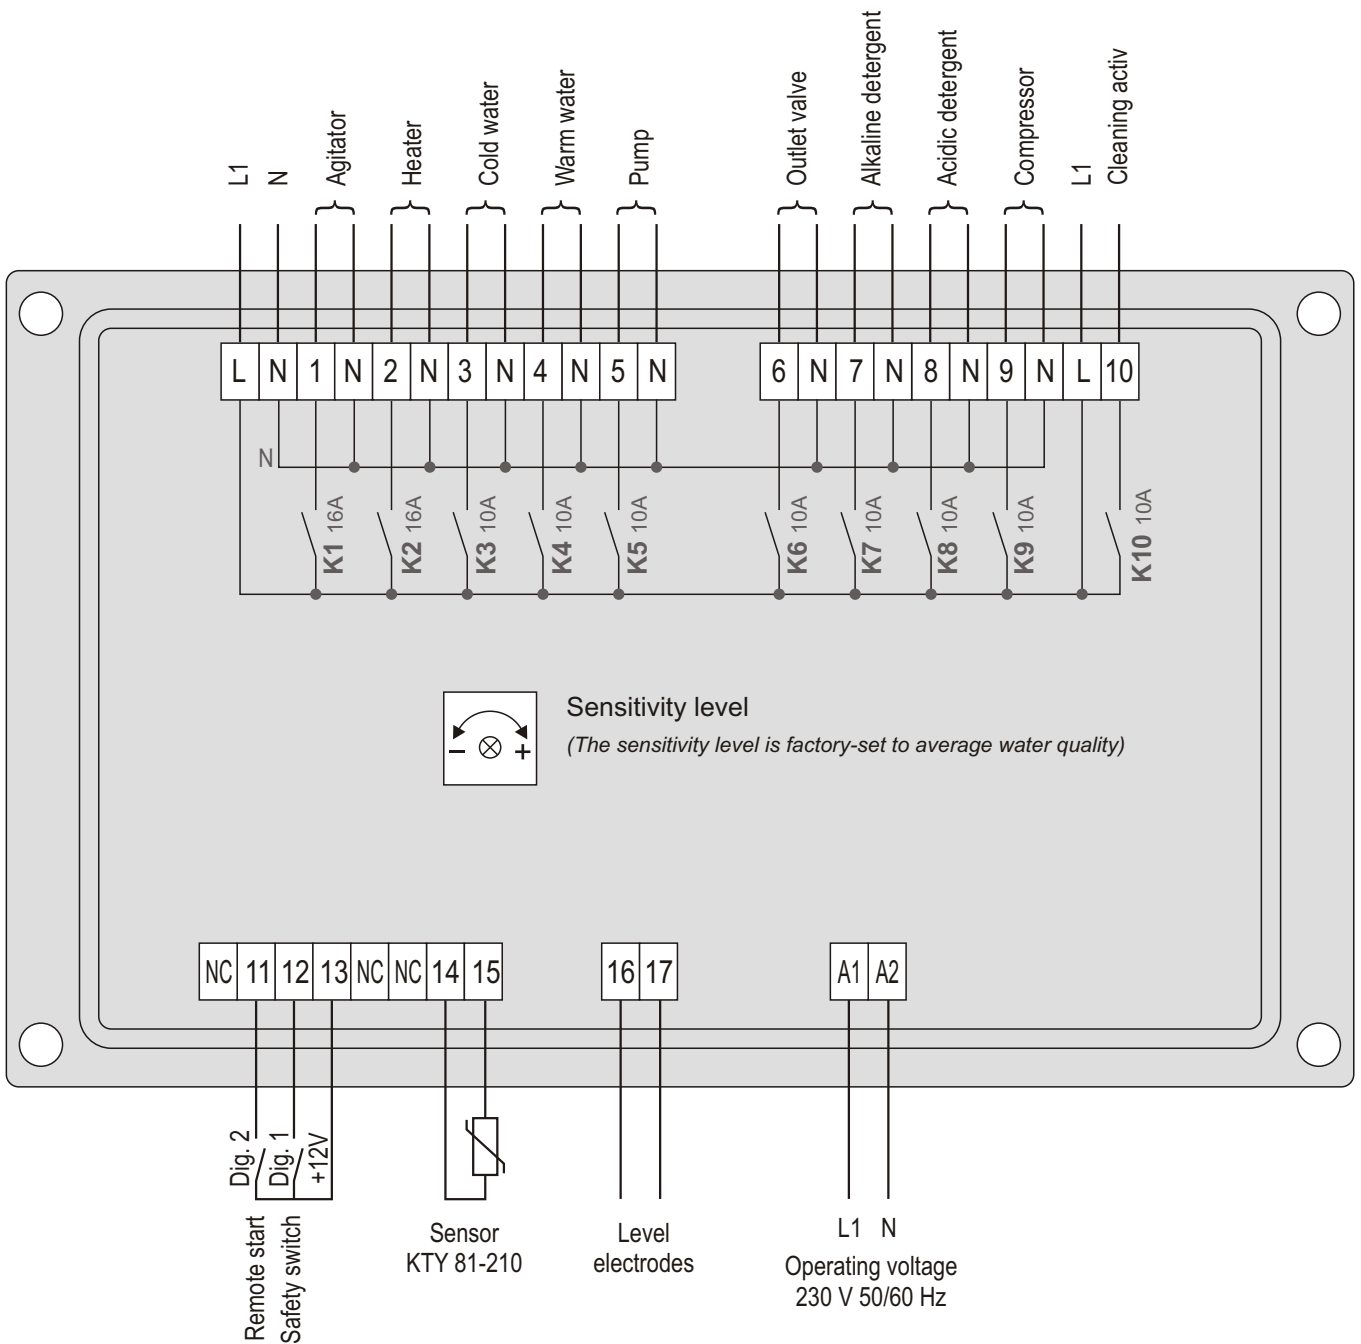 L1
N
Agitator
Heater
Cold water
Warm water
Pump
Outlet valve
Alkaline detergent
Acidic detergent
Compressor
L1
Cleaning activ
L N 1 N 2 N 3 N 4 N 5 N
6 N 7 N 8 N 9 N L 10
N
K1 16A
K2 16A
K3 10A
K4 10A
K5 10A
K6 10A
K7 10A
K8 10A
K9 10A
K10 10A
Sensitivity level
(The sensitivity level is factory-set to average water quality)
- +
NC 11 12 13 NC NC 14 15
16 17
A1 A2
Dig. 2
Dig. 1
+12V
Remote start
Safety switch
Sensor
KTY 81-210
Level
electrodes
L1 N
Operating voltage
230 V 50/60 Hz